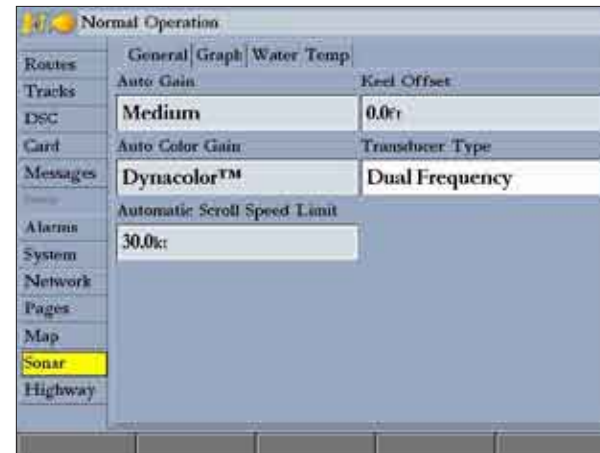 Normal Operation
General Graph Water Temp
Routes
Tracks
DSC
Card
Messages
Alarms
System
Network
Pages
Map
Sonar
Highway
Auto Gain
Medium
Keel Offset
0.0Ft
Auto Color Gain
Dynacolor™
Transducer Type
Dual Frequency
Automatic Scroll Speed Limit
30.0kt